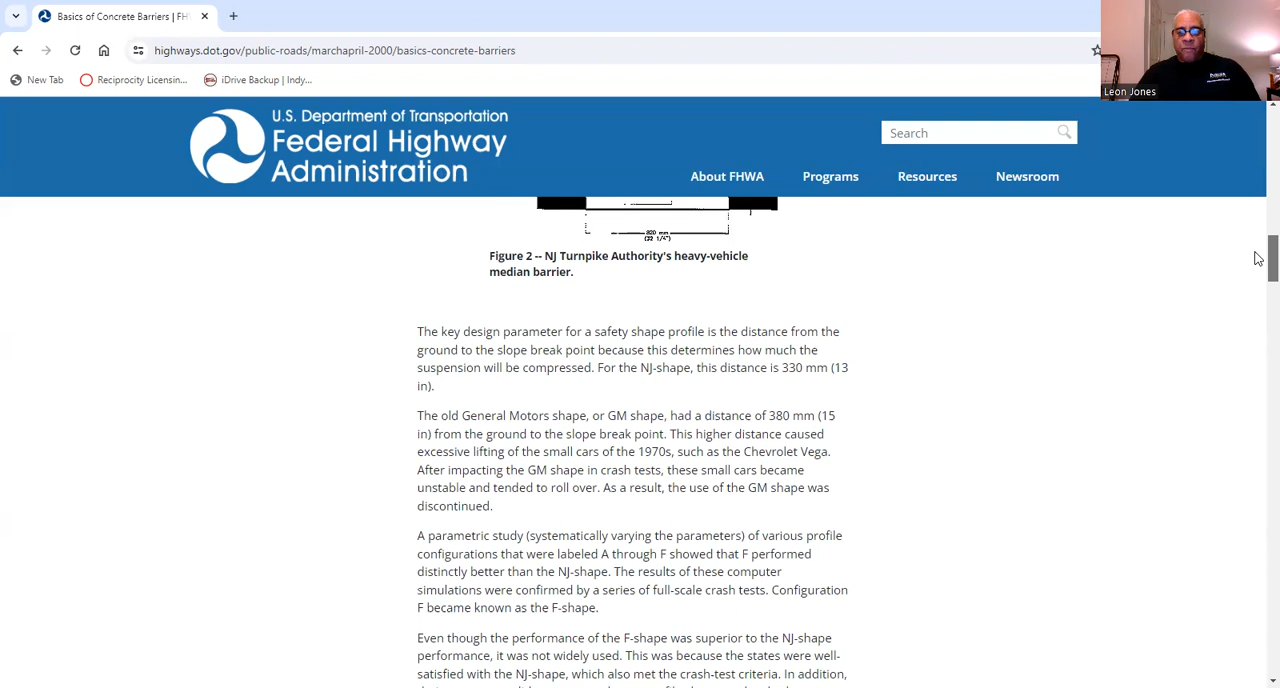 Basics of Concrete Barriers | FH
highways.dot.gov/public-roads/marchapril-2000/basics-concrete-barriers
New Tab
Reciprocity Licensin...
iDrive Backup | Indy...
Leon Jones
U.S. Department of Transportation
Federal Highway
Administration
Search
About FHWA
Programs
Resources
Newsroom
820 mm
(32 1/4")
Figure 2 -- NJ Turnpike Authority's heavy-vehicle
median barrier.
The key design parameter for a safety shape profile is the distance from the
ground to the slope break point because this determines how much the
suspension will be compressed. For the NJ-shape, this distance is 330 mm (13
in).
The old General Motors shape, or GM shape, had a distance of 380 mm (15
in) from the ground to the slope break point. This higher distance caused
excessive lifting of the small cars of the 1970s, such as the Chevrolet Vega.
After impacting the GM shape in crash tests, these small cars became
unstable and tended to roll over. As a result, the use of the GM shape was
discontinued.
A parametric study (systematically varying the parameters) of various profile
configurations that were labeled A through F showed that F performed
distinctly better than the NJ-shape. The results of these computer
simulations were confirmed by a series of full-scale crash tests. Configuration
F became known as the F-shape.
Even though the performance of the F-shape was superior to the NJ-shape
performance, it was not widely used. This was because the states were well-
satisfied with the NJ-shape, which also met the crash-test criteria. In addition,